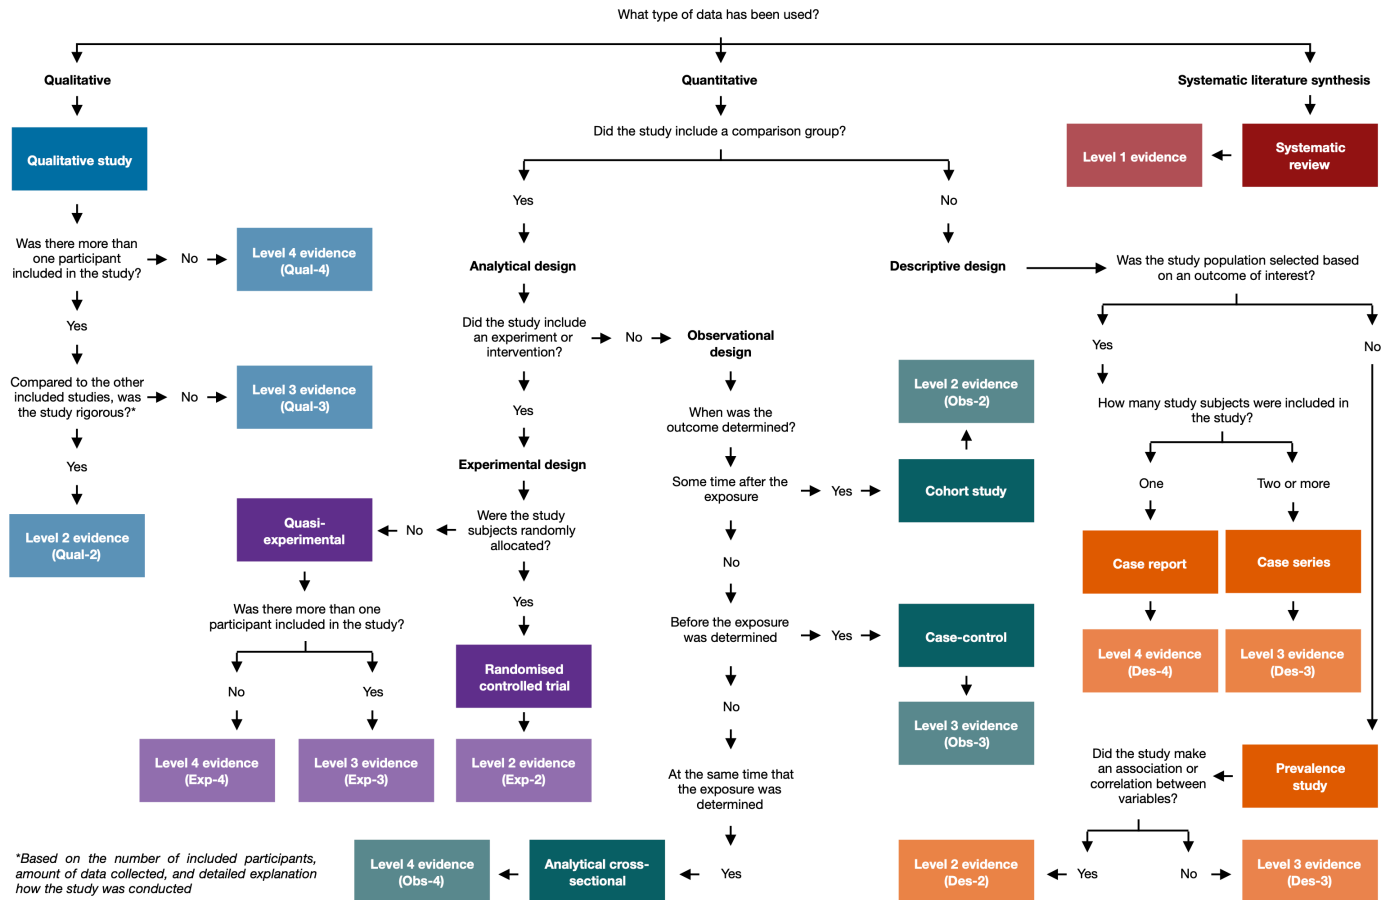 What type of data has been used?
Qualitative
Quantitative
Systematic literature synthesis
Qualitative study
Did the study include a comparison group?
Level 1 evidence
Systematic
review
Yes
No
Was there more than
one participant
included in the study?
No
Level 4 evidence
(Qual-4)
Analytical design
Descriptive design
Was the study population selected based
on an outcome of interest?
Yes
Did the study include
an experiment or
intervention?
No
Observational
design
Yes
No
Compared to the other
included studies, was
the study rigorous?*
No
Level 3 evidence
(Qual-3)
Yes
When was the
outcome determined?
Level 2 evidence
(Obs-2)
How many study subjects were included in
the study?
Yes
Experimental design
Some time after the
exposure
Yes
Cohort study
One
Two or more
Level 2 evidence
(Qual-2)
Quasi-
experimental
No
Were the study
subjects randomly
allocated?
No
Case report
Case series
Was there more than one
participant included in the study?
Yes
Before the exposure
was determined
Yes
Case-control
Level 4 evidence
(Des-4)
Level 3 evidence
(Des-3)
No
Yes
Randomised
controlled trial
No
Level 3 evidence
(Obs-3)
Level 4 evidence
(Exp-4)
Level 3 evidence
(Exp-3)
Level 2 evidence
(Exp-2)
At the same time that
the exposure was
determined
Did the study make
an association or
correlation between
variables?
Prevalence
study
*Based on the number of included participants,
amount of data collected, and detailed explanation
how the study was conducted
Level 4 evidence
(Obs-4)
Analytical cross-
sectional
Yes
Level 2 evidence
(Des-2)
Yes
No
Level 3 evidence
(Des-3)